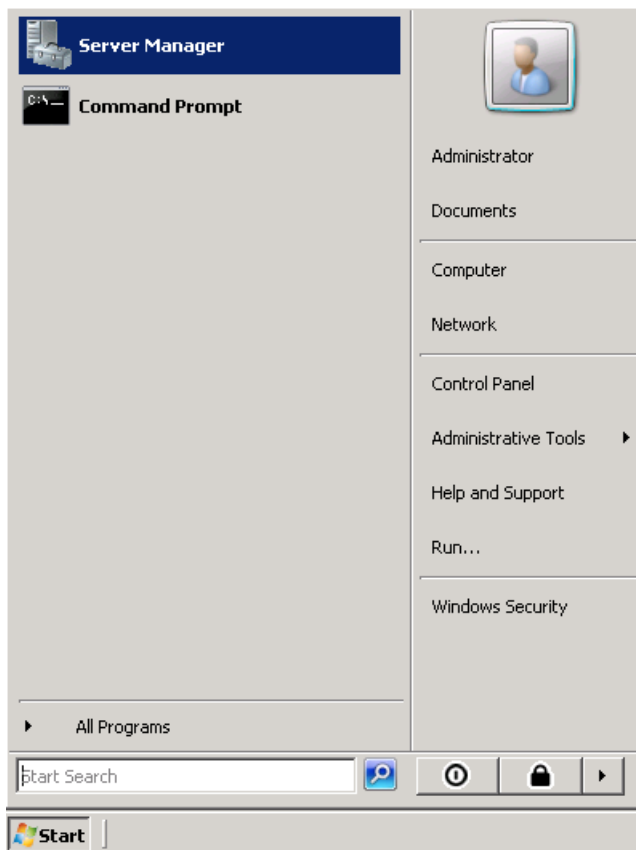 Server Manager
C:\
Command Prompt
All Programs
Start Search
Start
Administrator
Documents
Computer
Network
Control Panel
Administrative Tools
Help and Support
Run...
Windows Security